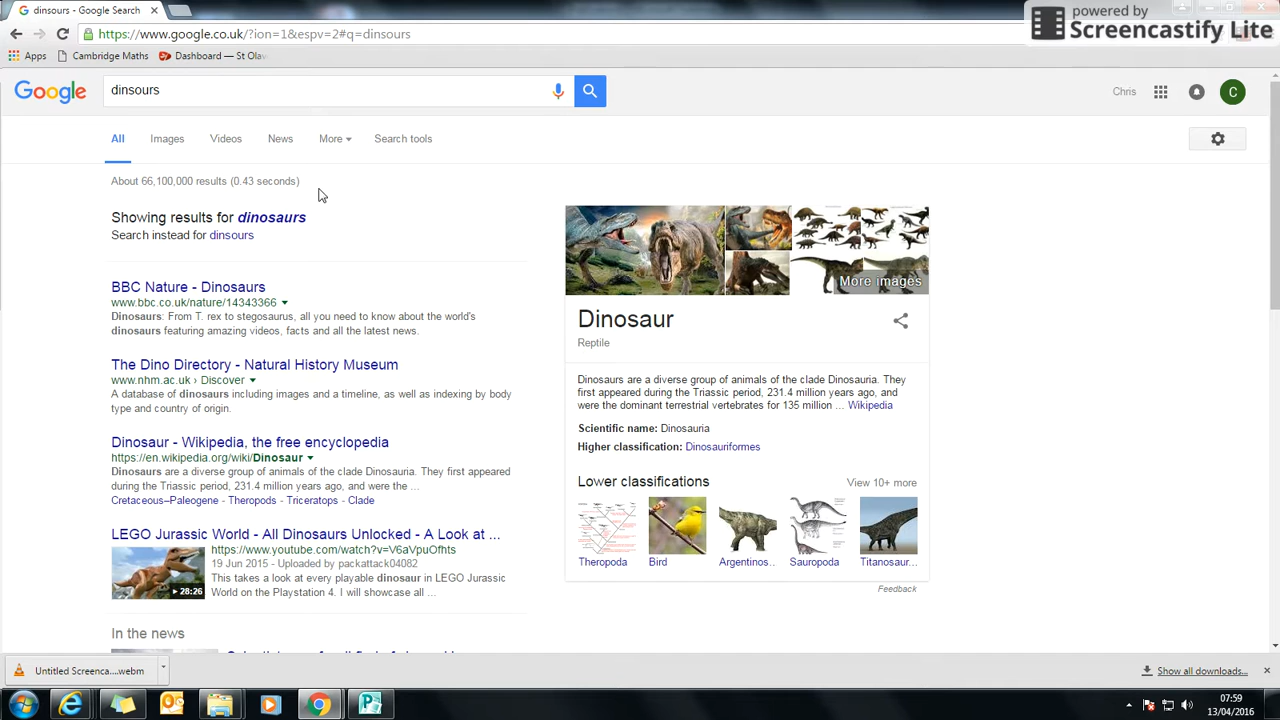 dinsours - Google Search
powered by
Screencastify Lite
https://www.google.co.uk/?ion=1&espv=2#q=dinsours
Apps
Cambridge Maths
Dashboard — St Olav
Google
dinsours
Chris
C
All
Images
Videos
News
More
Search tools
About 66,100,000 results (0.43 seconds)
Showing results for dinosaurs
Search instead for dinsours
BBC Nature - Dinosaurs
www.bbc.co.uk/nature/14343366
Dinosaurs: From T. rex to stegosaurus, all you need to know about the world's
dinosaurs featuring amazing videos, facts and all the latest news.
The Dino Directory - Natural History Museum
www.nhm.ac.uk › Discover
A database of dinosaurs including images and a timeline, as well as indexing by body
type and country of origin.
Dinosaur - Wikipedia, the free encyclopedia
https://en.wikipedia.org/wiki/Dinosaur
Dinosaurs are a diverse group of animals of the clade Dinosauria. They first appeared
during the Triassic period, 231.4 million years ago, and were the ...
Cretaceous–Paleogene - Theropods - Triceratops - Clade
LEGO Jurassic World - All Dinosaurs Unlocked - A Look at ...
https://www.youtube.com/watch?v=V6aVpuOfhts
19 Jun 2015 - Uploaded by packattack04082
This takes a look at every playable dinosaur in LEGO Jurassic
World on the Playstation 4. I will showcase all ...
28:26
In the news
More images
Dinosaur
Reptile
Dinosaurs are a diverse group of animals of the clade Dinosauria. They
first appeared during the Triassic period, 231.4 million years ago, and
were the dominant terrestrial vertebrates for 135 million ... Wikipedia
Scientific name: Dinosauria
Higher classification: Dinosauriformes
Lower classifications
View 10+ more
Theropoda
Bird
Argentinos..
Sauropoda
Titanosaur...
Feedback
Untitled Screenca....webm
Show all downloads...
07:59
13/04/2016